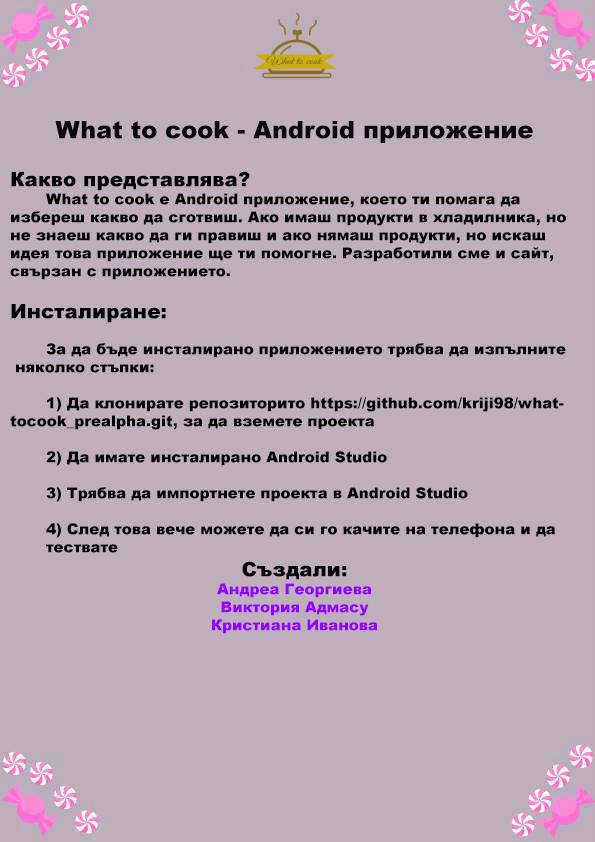 What to cook
What to cook - Android приложение
Какво представлява?
What to cook е Android приложение, което ти помага да
избереш какво да сготвиш. Ако имаш продукти в хладилника, но
не знаеш какво да ги правиш и ако нямаш продукти, но искаш
идея това приложение ще ти помогне. Разработили сме и сайт,
свързан с приложението.
Инсталиране:
За да бъде инсталирано приложението трябва да изпълните
няколко стъпки:
1) Да клонирате репозиторито https://github.com/kriji98/what-
tocook_prealpha.git, за да вземете проекта
2) Да имате инсталирано Android Studio
3) Трябва да импортнете проекта в Android Studio
4) След това вече можете да си го качите на телефона и да
тествате
Създали:
Андреа Георгиева
Виктория Адмасу
Кристиана Иванова